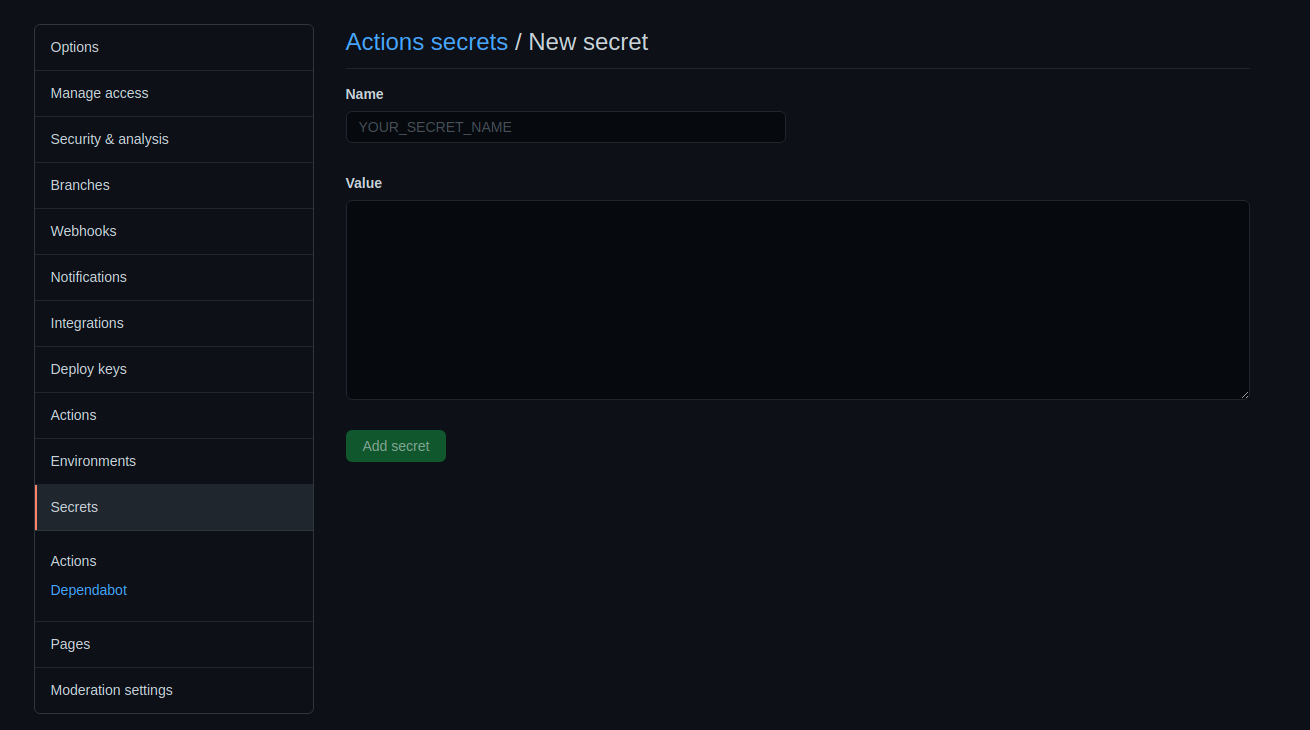 Options
Manage access
Security & analysis
Branches
Webhooks
Notifications
Integrations
Deploy keys
Actions
Environments
Secrets
Actions
Dependabot
Pages
Moderation settings
Actions secrets / New secret
Name
YOUR_SECRET_NAME
Value
Add secret